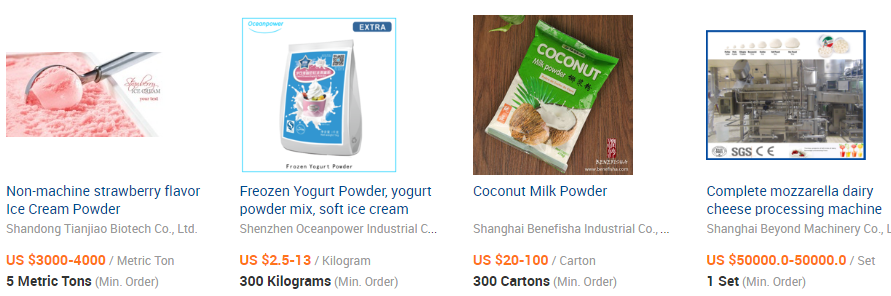 Strawberry
ICE CREAM
your text
Non-machine strawberry flavor
Ice Cream Powder
Shandong Tianjiao Biotech Co., Ltd.
US $3000-4000 / Metric Ton
5 Metric Tons (Min. Order)
Oceanpower
EXTRA
Frozen Yogurt Powder
Freozen Yogurt Powder, yogurt
powder mix, soft ice cream
Shenzhen Oceanpower Industrial C...
US $2.5-13 / Kilogram
300 Kilograms (Min. Order)
COCONUT
Milk powder
BENEFISHA
www.benefisha.com
Coconut Milk Powder
Shanghai Benefisha Industrial Co., ...
US $20-100 / Carton
300 Cartons (Min. Order)
SGS
Complete mozzarella dairy
cheese processing machine
Shanghai Beyond Machinery Co., L
US $50000.0-50000.0 / Set
1 Set (Min. Order)